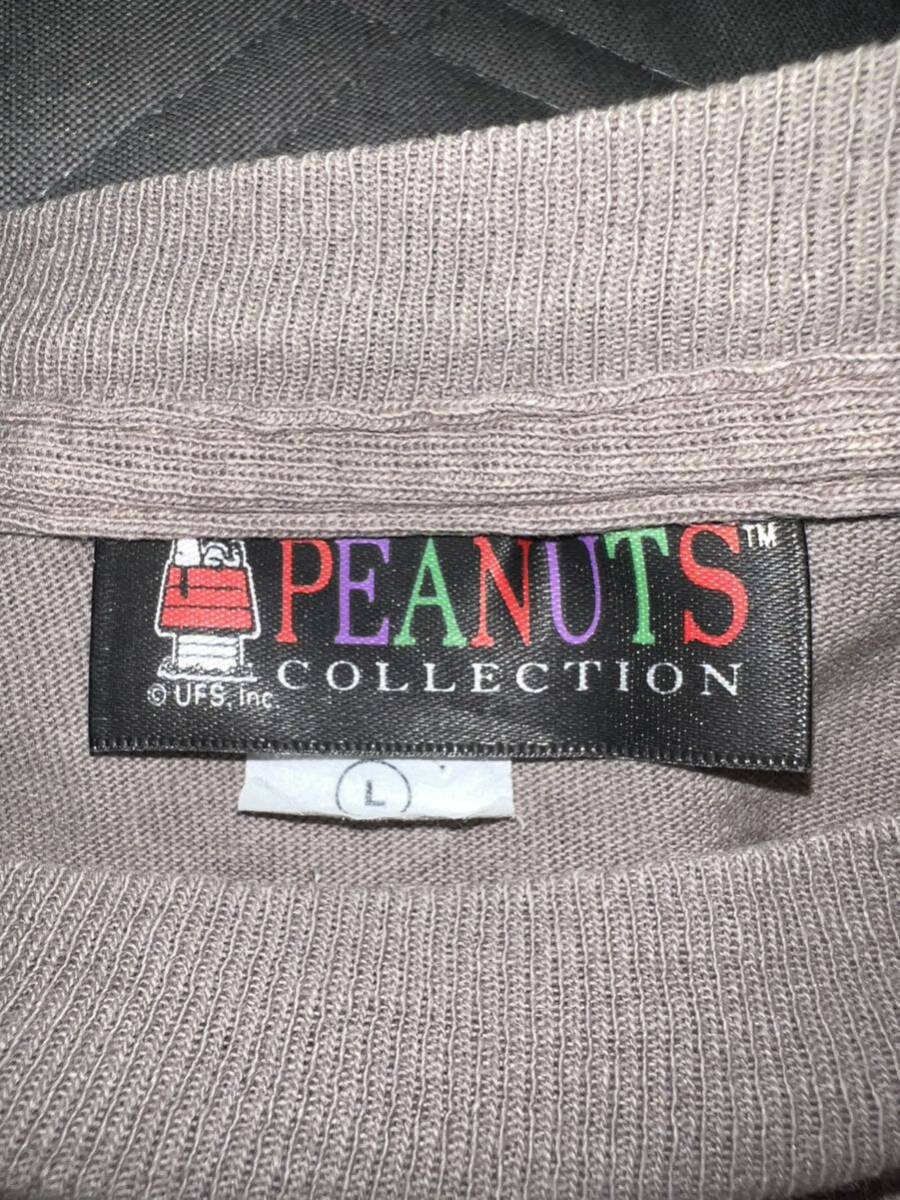 PEANUTS™
COLLECTION
© UFS, Inc
L